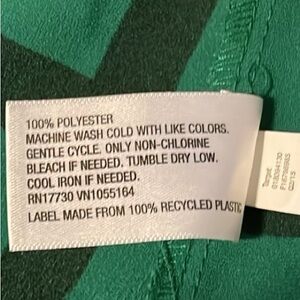 100% POLYESTER
MACHINE WASH COLD WITH LIKE COLORS.
GENTLE CYCLE. ONLY NON-CHLORINE
BLEACH IF NEEDED. TUMBLE DRY LOW.
COOL IRON IF NEEDED.
RN17730 VN1055164
LABEL MADE FROM 100% RECYCLED PLASTIC
Target